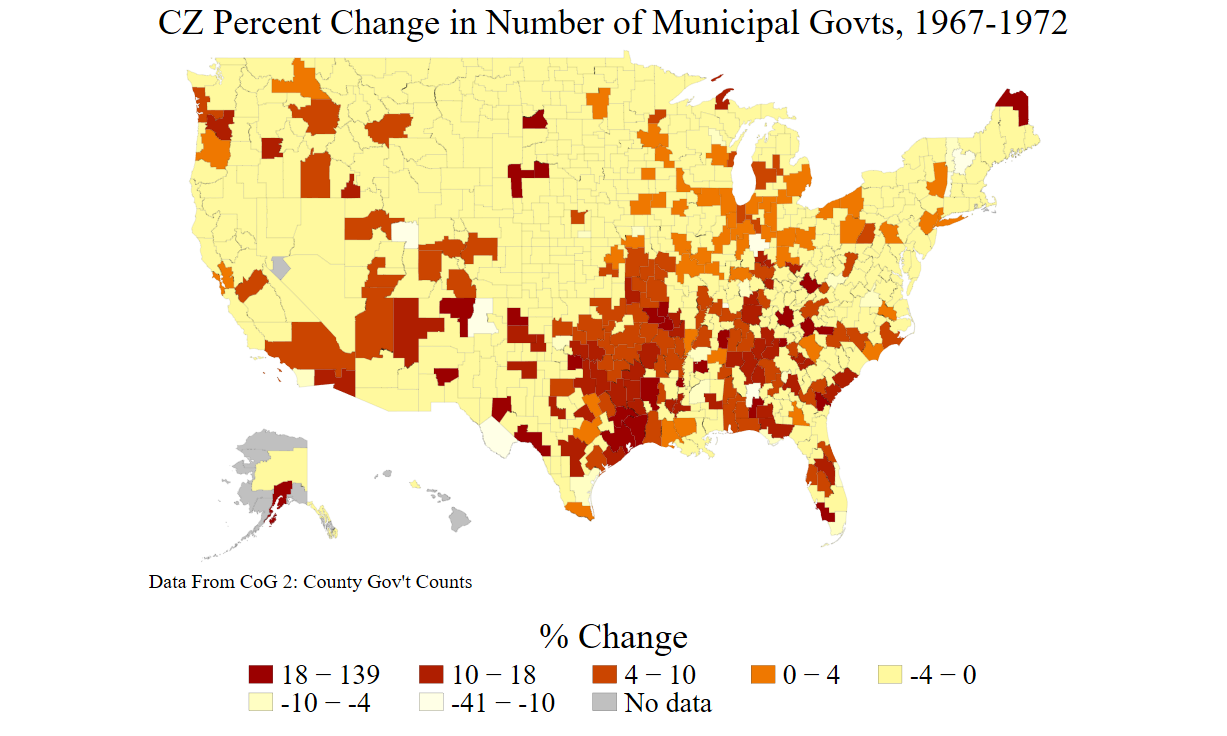 CZ Percent Change in Number of Municipal Govts, 1967-1972
Data From CoG 2: County Gov't Counts
% Change
18 − 139 10 − 18 4 − 10 0 − 4 -4 − 0
-10 − -4 -41 − -10 No data